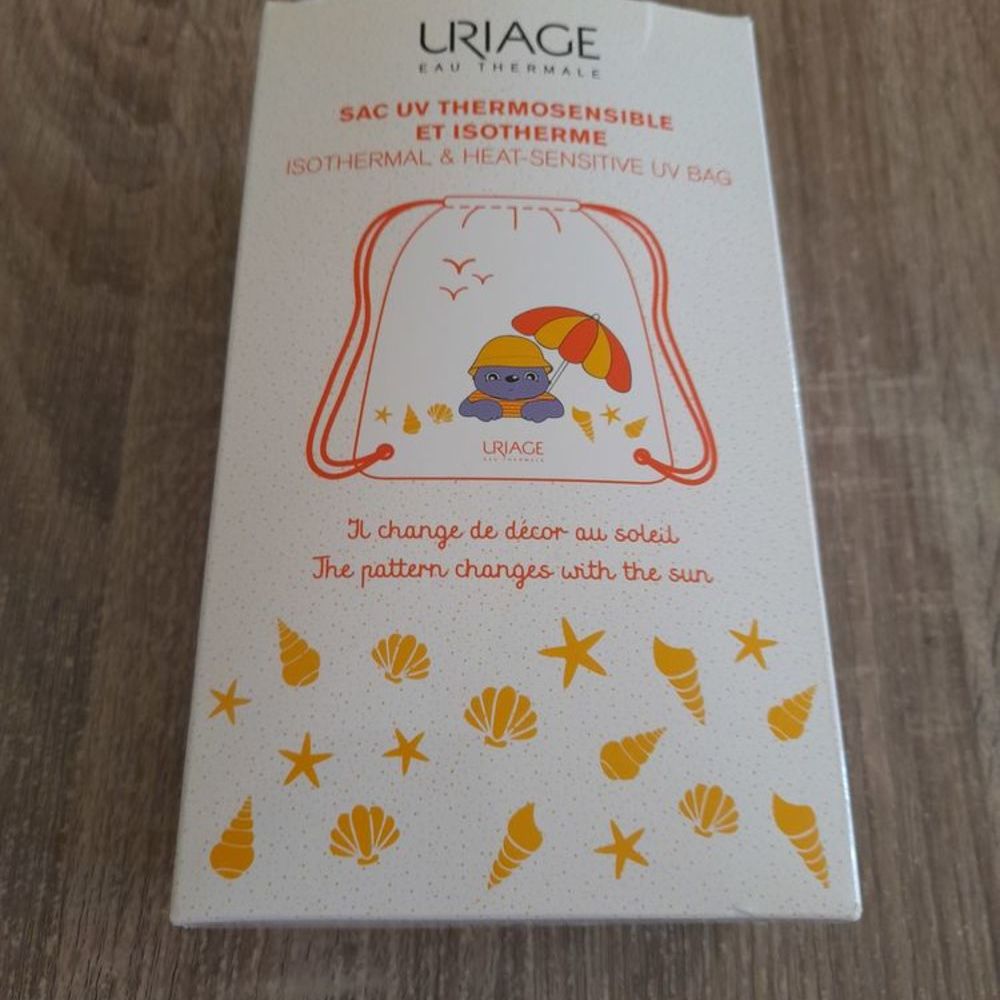 URIAGE
EAU THERMALE
SAC UV THERMOSENSIBLE
ET ISOTHERME
ISOTHERMAL & HEAT-SENSITIVE UV BAG
URIAGE
EAU THERMALE
Il change de décor au soleil
The pattern changes with the sun